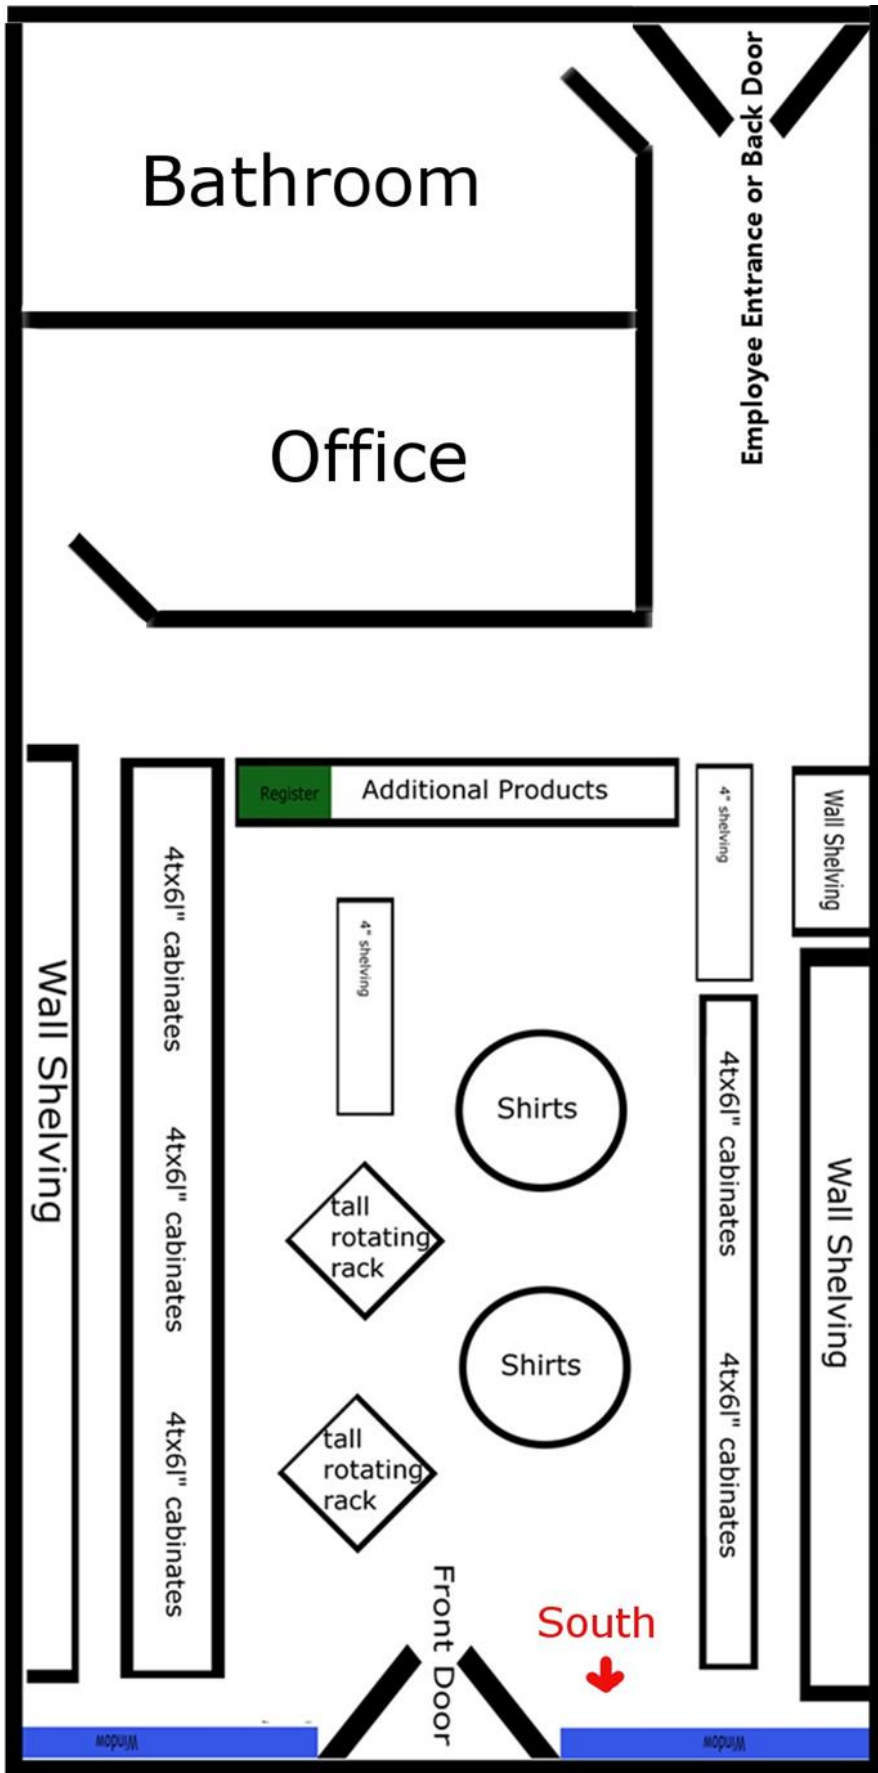 Bathroom
Employee Entrance or Back Door
Office
Register
Additional Products
4" shelving
Wall Shelving
4tx6l" cabinates
4" shelving
Wall Shelving
Shirts
4tx6l" cabinates
4tx6l" cabinates
tall
rotating
rack
Wall Shelving
Shirts
4tx6l" cabinates
4tx6l" cabinates
tall
rotating
rack
Front Door
South
Window
Window